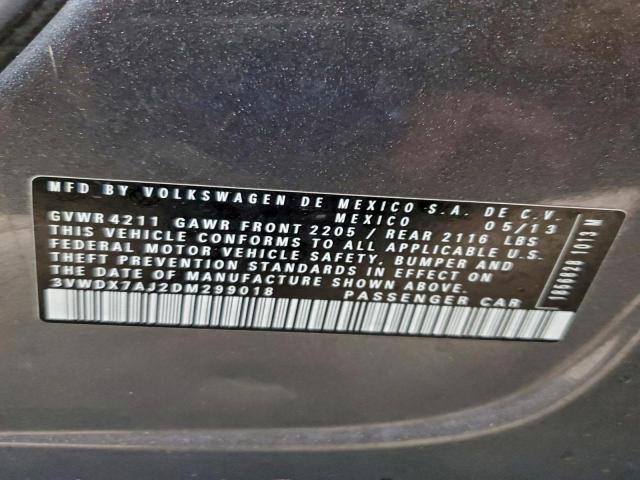 MFD BY VOLKSWAGEN DE MEXICO S.A. DE C.V.
MEXICO 05/13
GVWR 4211 GAWR FRONT 2205 / REAR 2116 LBS
THIS VEHICLE CONFORMS TO ALL APPLICABLE U.S.
FEDERAL MOTOR VEHICLE SAFETY, BUMPER AND
THEFT PREVENTION STANDARDS IN EFFECT ON
THE DATE OF MANUFACTURE SHOWN ABOVE.
3VWDX7AJ2DM299018 PASSENGER CAR
1013 M